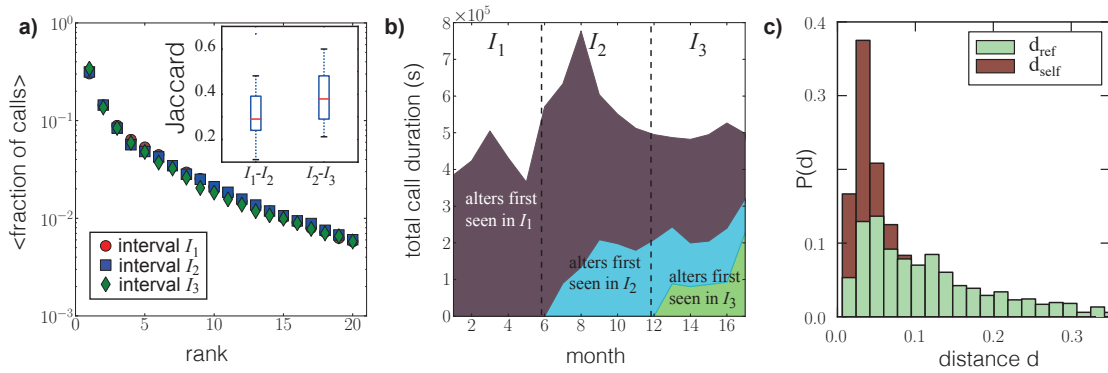 a)
<fraction of calls>
10⁰
10⁻¹
10⁻²
10⁻³
0 5 10 15 20
rank
interval I₁
interval I₂
interval I₃
Jaccard
0.6
0.4
0.2
I₁-I₂ I₂-I₃
b)
×10⁵
total call duration (s)
8
7
6
5
4
3
2
1
0
2 4 6 8 10 12 14 16
month
I₁ I₂ I₃
alters first
seen in I₁
alters first
seen in I₂
alters first
seen in I₃
c)
P(d)
0.4
0.3
0.1
0.0
0.0 0.1 0.2 0.3
distance d
d_ref
d_self